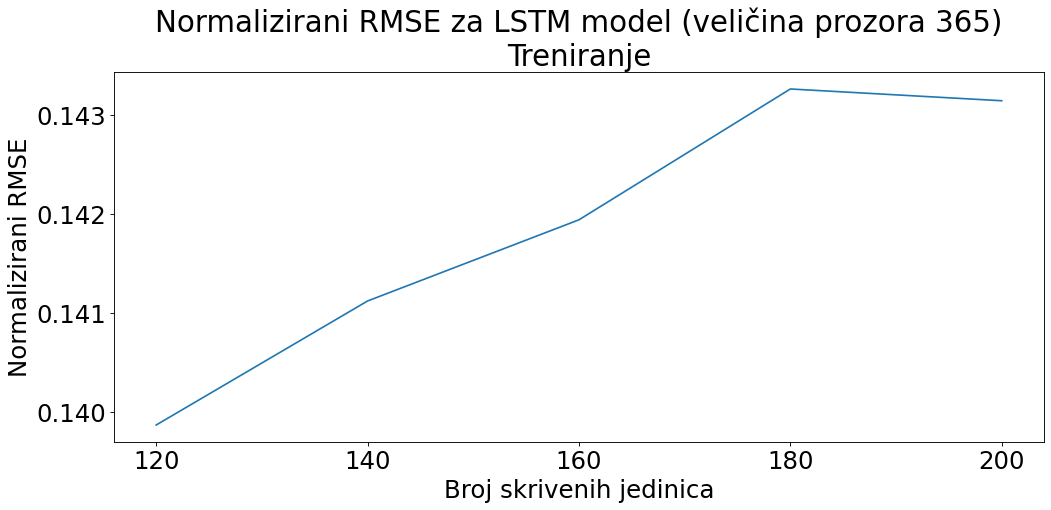 Normalizirani RMSE za LSTM model (veličina prozora 365)
Treniranje
Normalizirani RMSE
0.143
0.142
0.141
0.140
120 140 160 180 200
Broj skrivenih jedinica